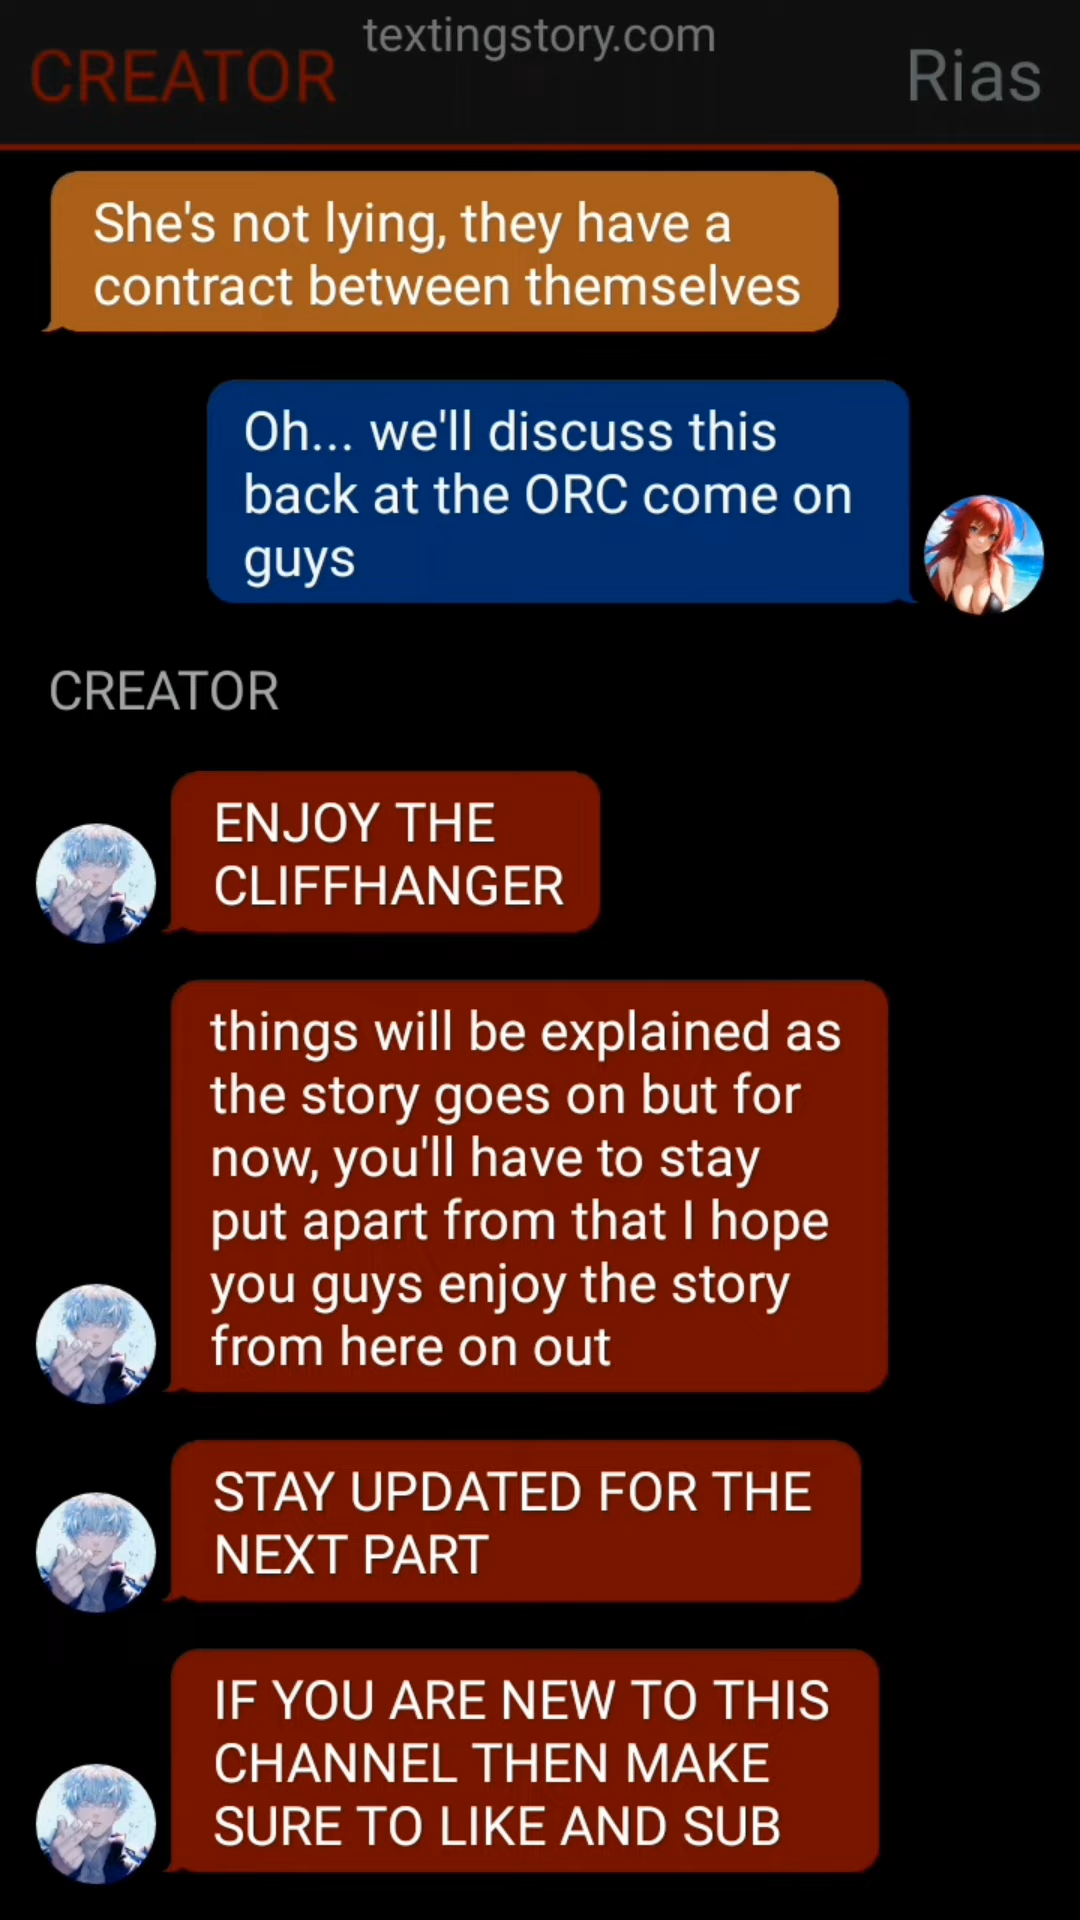 textingstory.com
CREATOR
Rias
She's not lying, they have a
contract between themselves
Oh... we'll discuss this
back at the ORC come on
guys
CREATOR
ENJOY THE
CLIFFHANGER
things will be explained as
the story goes on but for
now, you'll have to stay
put apart from that I hope
you guys enjoy the story
from here on out
STAY UPDATED FOR THE
NEXT PART
IF YOU ARE NEW TO THIS
CHANNEL THEN MAKE
SURE TO LIKE AND SUB